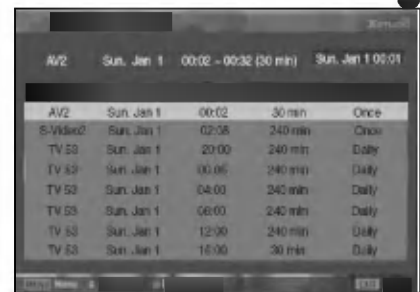 Manual
AV2 Sun. Jan 1 00:02 ~ 00:32 (30 min) Sun. Jan 1 00:01
AV2 Sun. Jan 1 00:02 30 min Once
S-Video2 Sun. Jan 1 02:38 240 min Once
TV 53 Sun. Jan 1 20:00 240 min Daily
TV 53 Sun. Jan 1 240 min Daily
TV 53 Sun. Jan 1 04:00 240 min Daily
TV 53 Sun. Jan 1 08:00 240 min Daily
TV 53 Sun. Jan 1 12:00 240 min Daily
TV 53 Sun. Jan 1 16:00 30 min Daily